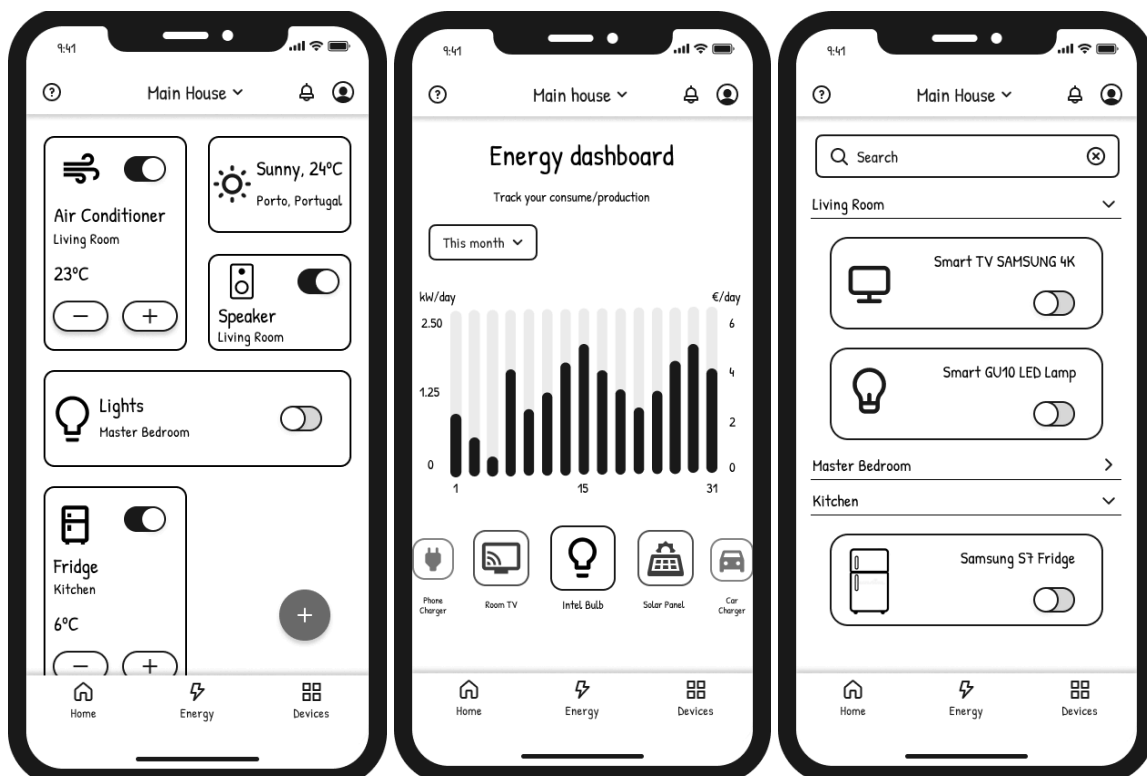 9:41
Main House
Air Conditioner
Living Room
23ºC
Sunny, 24ºC
Porto, Portugal
Speaker
Living Room
Lights
Master Bedroom
Fridge
Kitchen
6ºC
Home
Energy
Devices
9:41
Main house
Energy dashboard
Track your consume/production
This month
kW/day
€/day
2.50
6
4
1.25
2
0
0
1
15
31
Phone
Charger
Room TV
Intel Bulb
Solar Panel
Car
Charger
Home
Energy
Devices
9:41
Main House
Search
Living Room
Smart TV SAMSUNG 4K
Smart GU10 LED Lamp
Master Bedroom
Kitchen
Samsung S7 Fridge
Home
Energy
Devices